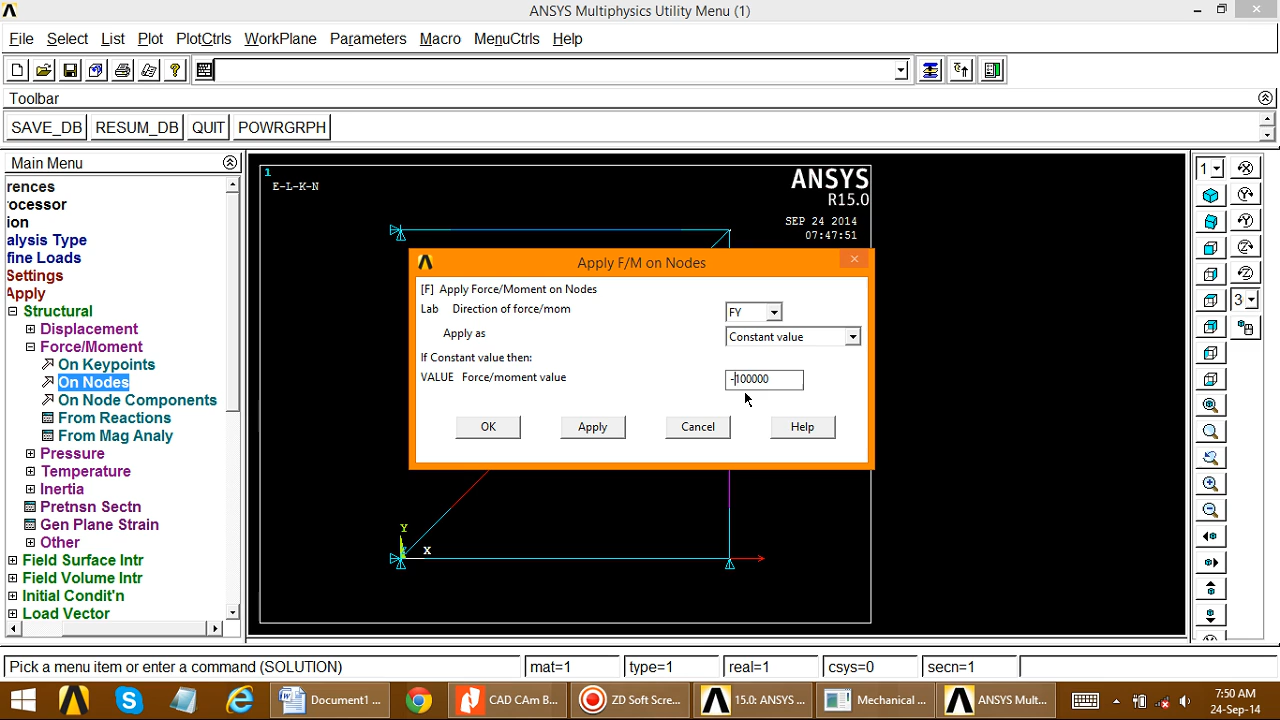 ANSYS Multiphysics Utility Menu (1)
File Select List Plot PlotCtrls WorkPlane Parameters Macro MenuCtrls Help
Toolbar
SAVE_DB RESUM_DB QUIT POWRGRPH
Main Menu
rences
ocessor
ion
alysis Type
fine Loads
Settings
Apply
Structural
Displacement
Force/Moment
On Keypoints
On Nodes
On Node Components
From Reactions
From Mag Analy
Pressure
Temperature
Inertia
Pretnsn Sectn
Gen Plane Strain
Other
Field Surface Intr
Field Volume Intr
Initial Condit'n
Load Vector
1
E-L-K-N
ANSYS
R15.0
SEP 24 2014
07:47:51
Apply F/M on Nodes
[F] Apply Force/Moment on Nodes
Lab Direction of force/mom FY
Apply as Constant value
If Constant value then:
VALUE Force/moment value -100000
OK Apply Cancel Help
Y
X
1
3
Pick a menu item or enter a command (SOLUTION) mat=1 type=1 real=1 csys=0 secn=1
Document1 ... CAD CAm B... ZD Soft Scre... 15.0: ANSYS ... Mechanical ... ANSYS Mult...
7:50 AM
24-Sep-14